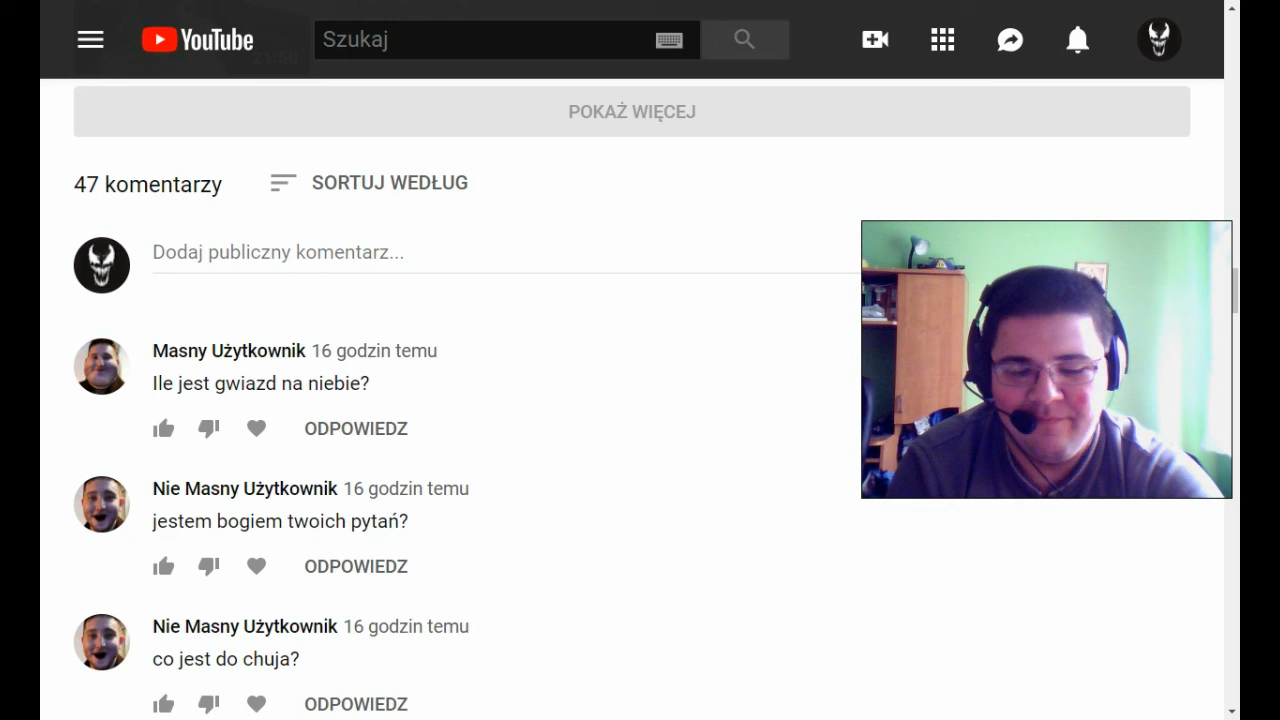 YouTube
Szukaj
21:50
POKAŻ WIĘCEJ
47 komentarzy
SORTUJ WEDŁUG
Dodaj publiczny komentarz...
Masny Użytkownik 16 godzin temu
Ile jest gwiazd na niebie?
ODPOWIEDZ
Nie Masny Użytkownik 16 godzin temu
jestem bogiem twoich pytań?
ODPOWIEDZ
Nie Masny Użytkownik 16 godzin temu
co jest do chuja?
ODPOWIEDZ